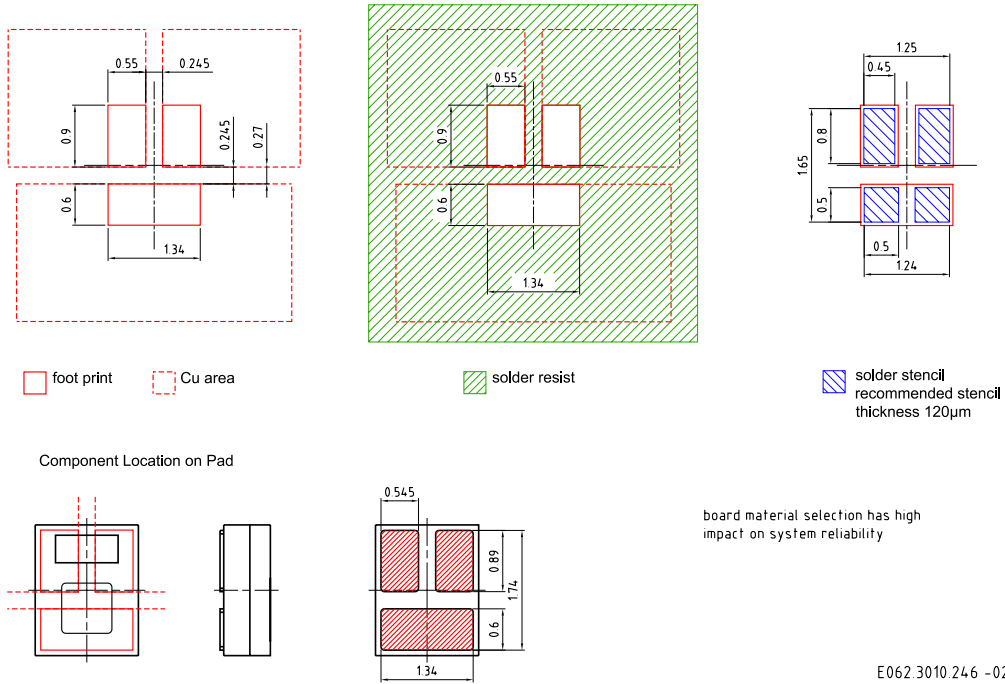 0.55
0.245
0.9
0.245
0.27
0.6
1.34
0.55
0.9
0.6
1.34
1.25
0.45
0.8
1.65
0.5
0.5
1.24
foot print
Cu area
solder resist
solder stencil
recommended stencil
thickness 120µm
Component Location on Pad
0.545
0.89
1.74
0.6
1.34
board material selection has high
impact on system reliability
E062.3010.246 -02